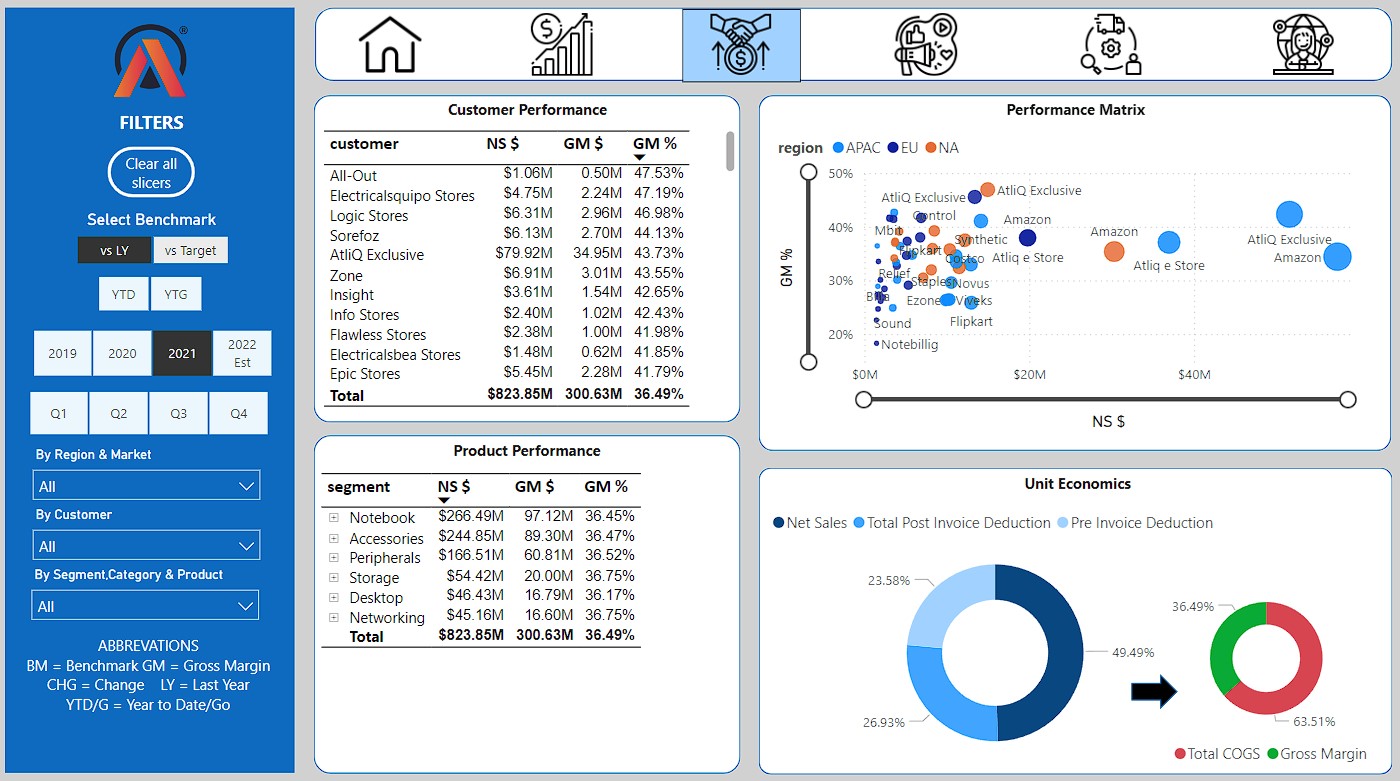 ®
FILTERS
Clear all
slicers
Select Benchmark
vs LY vs Target
YTD YTG
2019 2020 2021 2022
Est
Q1 Q2 Q3 Q4
By Region & Market
All
By Customer
All
By Segment,Category & Product
All
ABBREVATIONS
BM = Benchmark GM = Gross Margin
CHG = Change LY = Last Year
YTD/G = Year to Date/Go
Customer Performance
customer NS $ GM $ GM %
All-Out $1.06M 0.50M 47.53%
Electricalsquipo Stores $4.75M 2.24M 47.19%
Logic Stores $6.31M 2.96M 46.98%
Sorefoz $6.13M 2.70M 44.13%
AtliQ Exclusive $79.92M 34.95M 43.73%
Zone $6.91M 3.01M 43.55%
Insight $3.61M 1.54M 42.65%
Info Stores $2.40M 1.02M 42.43%
Flawless Stores $2.38M 1.00M 41.98%
Electricalsbea Stores $1.48M 0.62M 41.85%
Epic Stores $5.45M 2.28M 41.79%
Total $823.85M 300.63M 36.49%
Product Performance
segment NS $ GM $ GM %
Notebook $266.49M 97.12M 36.45%
Accessories $244.85M 89.30M 36.47%
Peripherals $166.51M 60.81M 36.52%
Storage $54.42M 20.00M 36.75%
Desktop $46.43M 16.79M 36.17%
Networking $45.16M 16.60M 36.75%
Total $823.85M 300.63M 36.49%
Performance Matrix
region APAC EU NA
50%
AtliQ Exclusive AtliQ Exclusive
Control Amazon
40%
Mbit Synthetic Amazon AtliQ Exclusive
Flipkart Costco Atliq e Store Atliq e Store Amazon
GM %
Relief
30%
Staples Novus
Ezone Viveks
Sound Flipkart
20%
Notebillig
$0M $20M $40M
NS $
Unit Economics
Net Sales Total Post Invoice Deduction Pre Invoice Deduction
23.58%
49.49%
26.93%
36.49%
63.51%
Total COGS Gross Margin